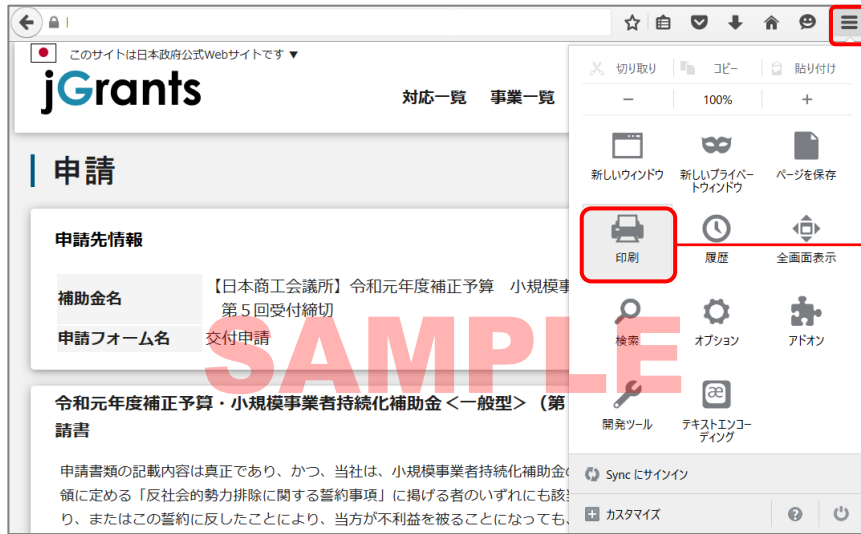 このサイトは日本政府公式Webサイトです ▼
jGrants
対応一覧 事業一覧
申請
申請先情報
補助金名 【日本商工会議所】令和元年度補正予算 小規模事
第5回受付締切
申請フォーム名 交付申請
SAMPLE
令和元年度補正予算・小規模事業者持続化補助金<一般型>(第
請書
申請書類の記載内容は真正であり、かつ、当社は、小規模事業者持続化補助金の
領に定める「反社会的勢力排除に関する誓約事項」に掲げる者のいずれにも該
り、またはこの誓約に反したことにより、当方が不利益を被ることになっても、
切り取り コピー 貼り付け
− 100% +
新しいウィンドウ 新しいプライベー
トウィンドウ ページを保存
印刷 履歴 全画面表示
検索 オプション アドオン
開発ツール テキストエンコー
ディング
Sync にサインイン
カスタマイズ